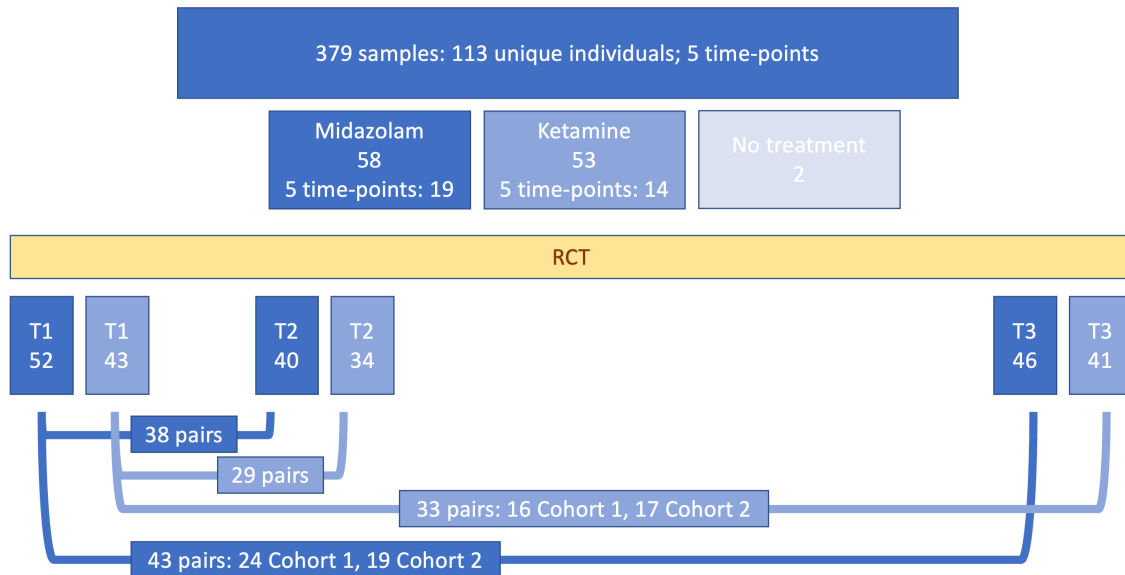 379 samples: 113 unique individuals; 5 time-points
Midazolam
58
5 time-points: 19
Ketamine
53
5 time-points: 14
No treatment
2
RCT
T1
52
T1
43
T2
40
T2
34
T3
46
T3
41
38 pairs
29 pairs
33 pairs: 16 Cohort 1, 17 Cohort 2
43 pairs: 24 Cohort 1, 19 Cohort 2